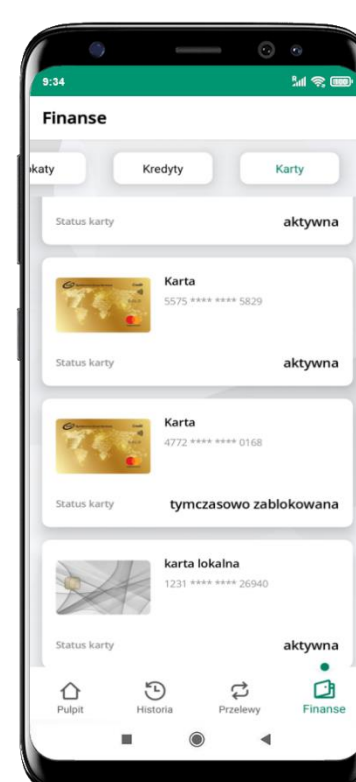 9:34
Finanse
katy
Kredyty
Karty
Status karty
aktywna
Karta
5575 **** **** 5829
Status karty
aktywna
Karta
4772 **** **** 0168
Status karty
tymczasowo zablokowana
karta lokalna
1231 **** **** 26940
Status karty
aktywna
Pulpit
Historia
Przelewy
Finanse